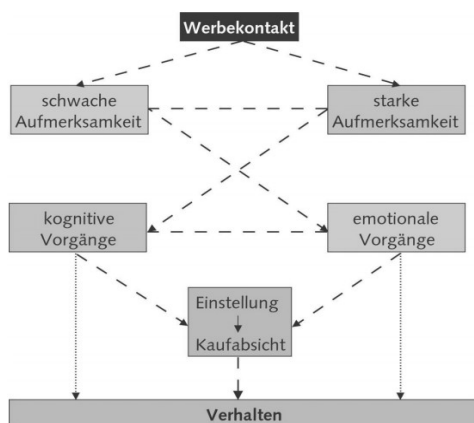 Werbekontakt
schwache
Aufmerksamkeit
starke
Aufmerksamkeit
kognitive
Vorgänge
emotionale
Vorgänge
Einstellung
Kaufabsicht
Verhalten